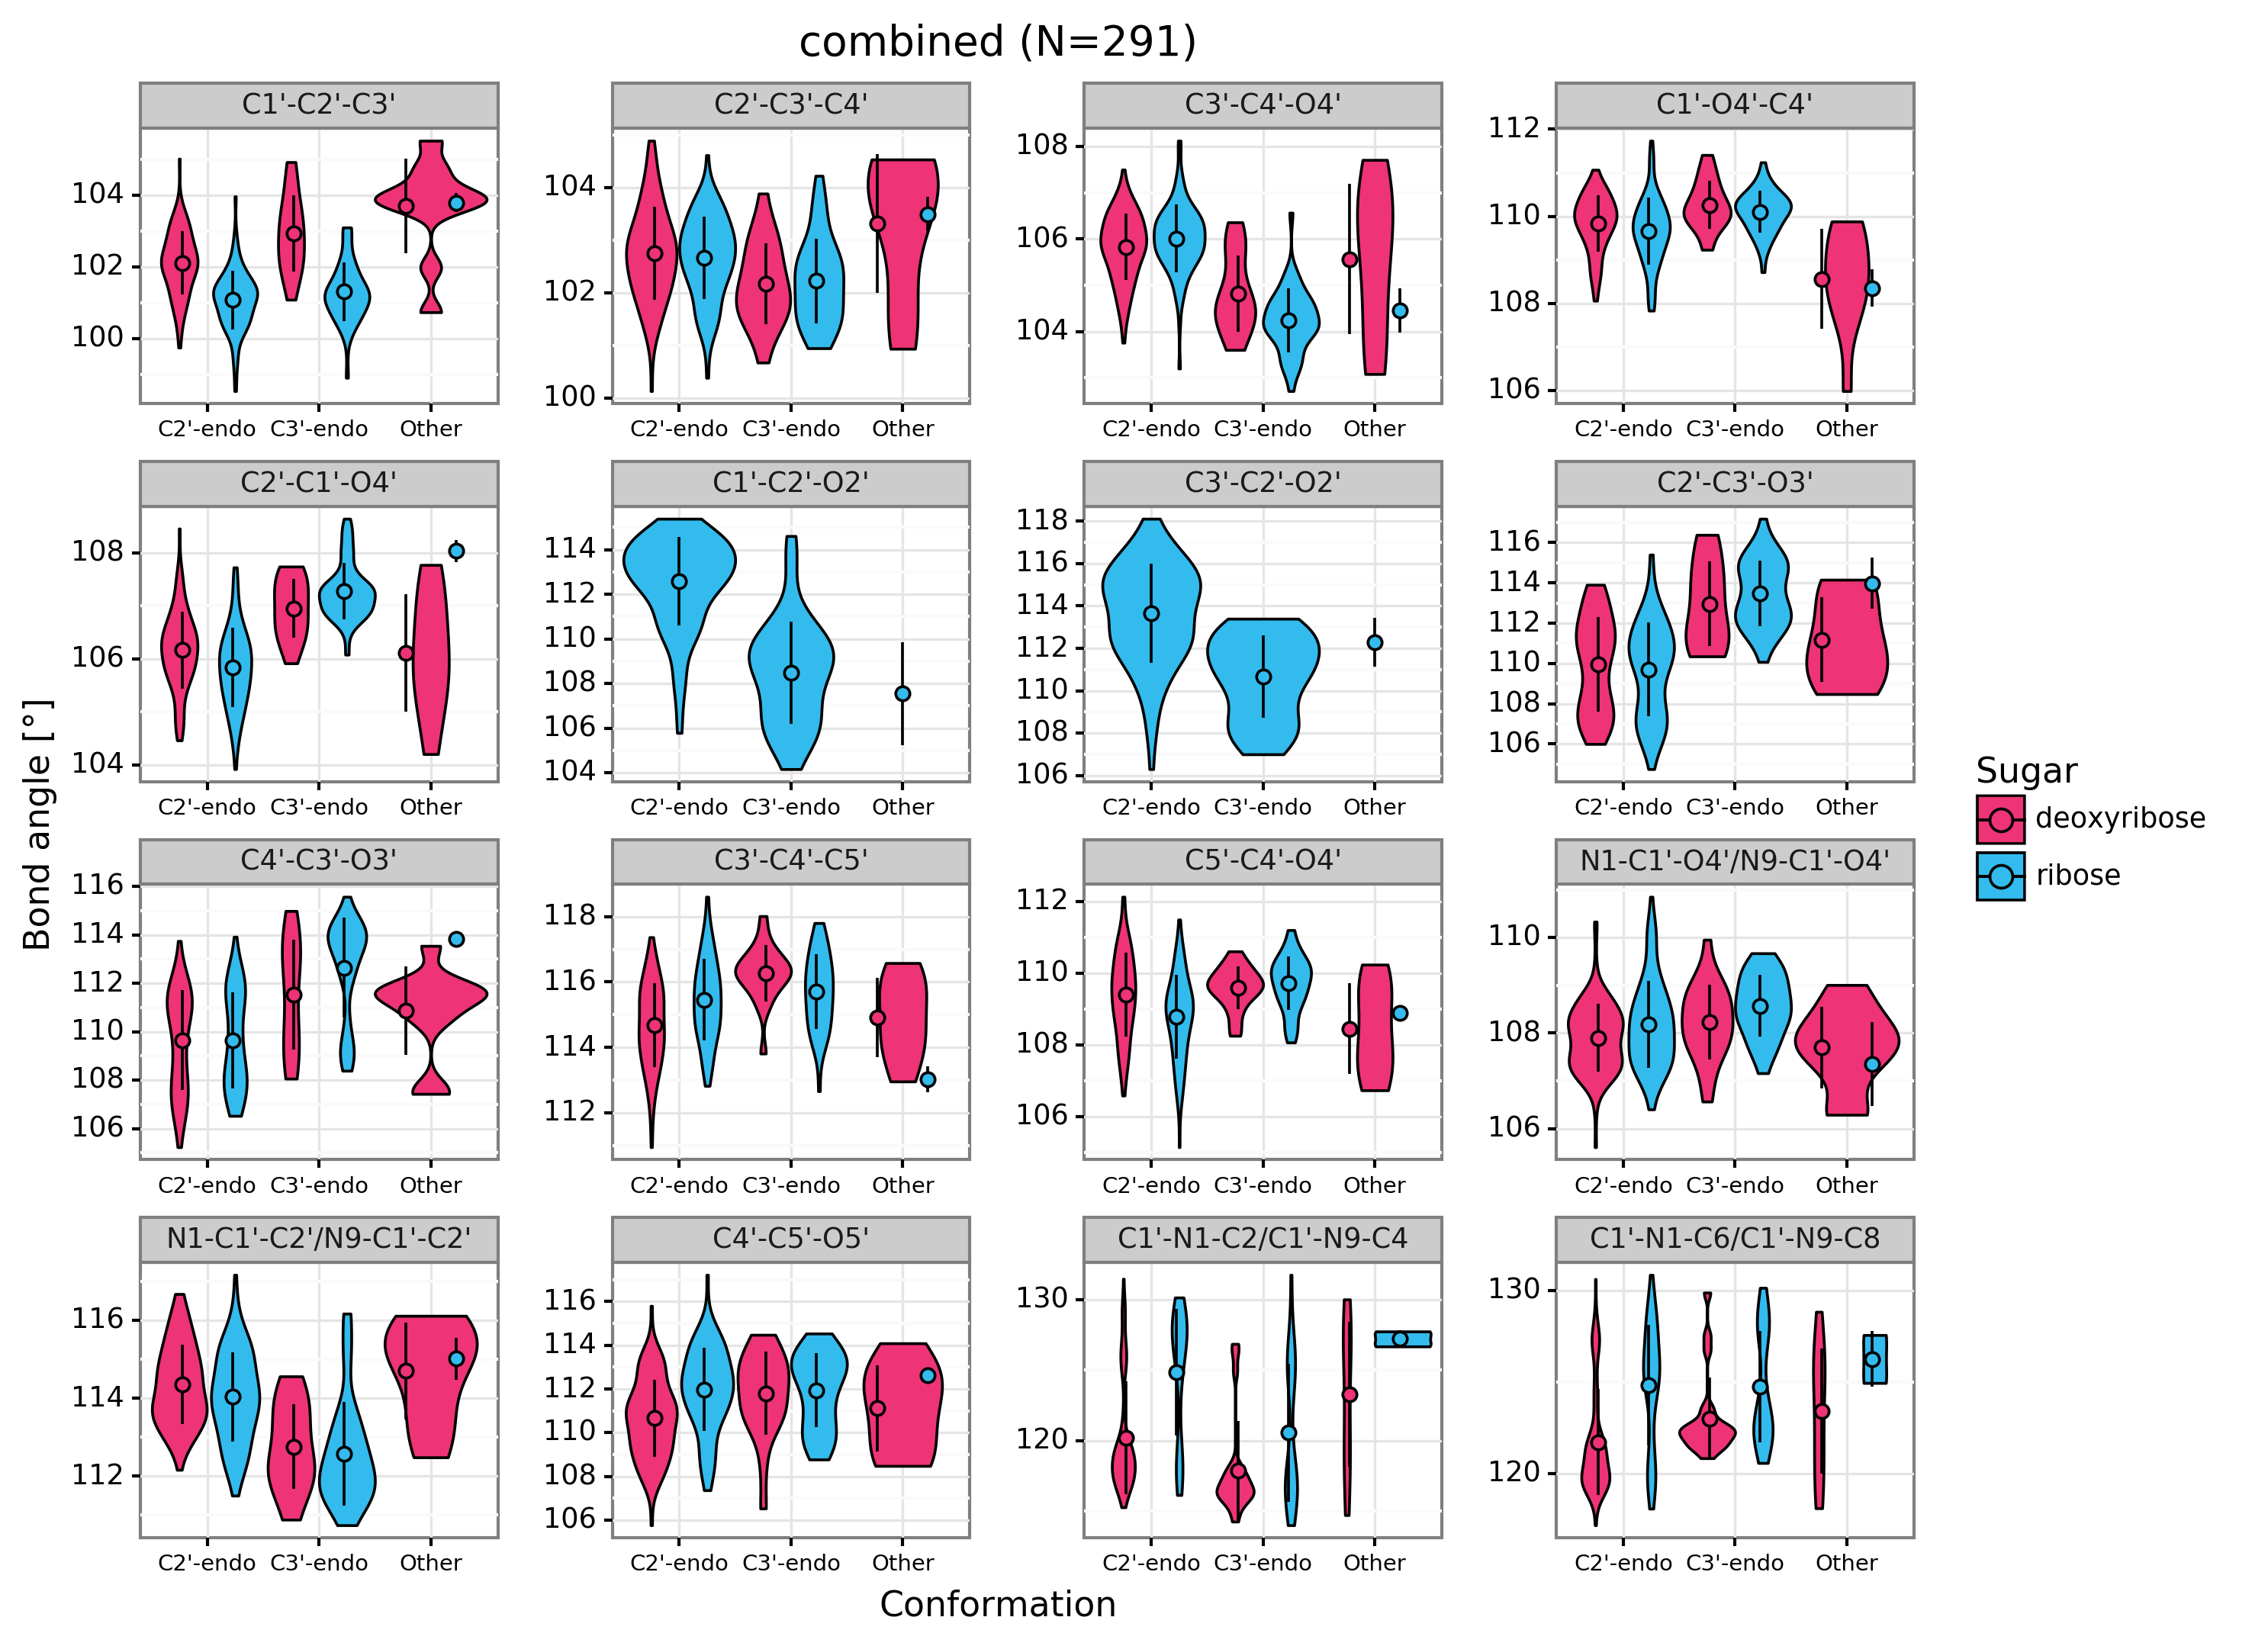 combined (N=291)
C1'-C2'-C3'
C2'-C3'-C4'
C3'-C4'-O4'
C1'-O4'-C4'
104
102
100
104
102
100
108
106
104
112
110
108
106
C2'-endo C3'-endo Other
C2'-endo C3'-endo Other
C2'-endo C3'-endo Other
C2'-endo C3'-endo Other
C2'-C1'-O4'
C1'-C2'-O2'
C3'-C2'-O2'
C2'-C3'-O3'
108
106
104
114
112
110
108
106
104
118
116
114
112
110
108
106
116
114
112
110
108
106
C2'-endo C3'-endo Other
C2'-endo C3'-endo Other
C2'-endo C3'-endo Other
C2'-endo C3'-endo Other
C4'-C3'-O3'
C3'-C4'-C5'
C5'-C4'-O4'
N1-C1'-O4'/N9-C1'-O4'
116
114
112
110
108
106
118
116
114
112
112
110
108
106
110
108
106
C2'-endo C3'-endo Other
C2'-endo C3'-endo Other
C2'-endo C3'-endo Other
C2'-endo C3'-endo Other
N1-C1'-C2'/N9-C1'-C2'
C4'-C5'-O5'
C1'-N1-C2/C1'-N9-C4
C1'-N1-C6/C1'-N9-C8
116
114
112
116
114
112
110
108
106
130
120
130
120
C2'-endo C3'-endo Other
C2'-endo C3'-endo Other
C2'-endo C3'-endo Other
C2'-endo C3'-endo Other
Bond angle [°]
Conformation
Sugar
deoxyribose
ribose